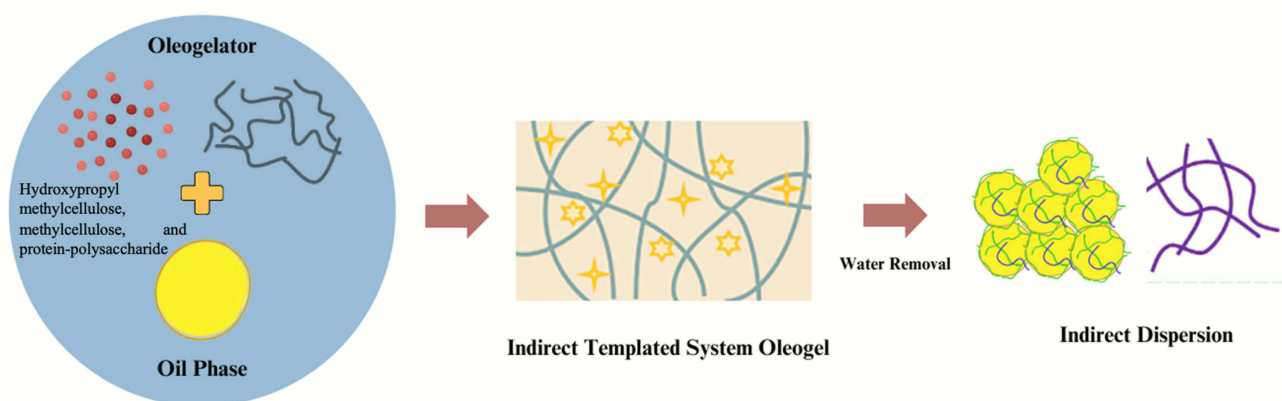 Oleogelator
Hydroxypropyl
methylcellulose,
methylcellulose, and
protein-polysaccharide
Oil Phase
Indirect Templated System Oleogel
Water Removal
Indirect Dispersion